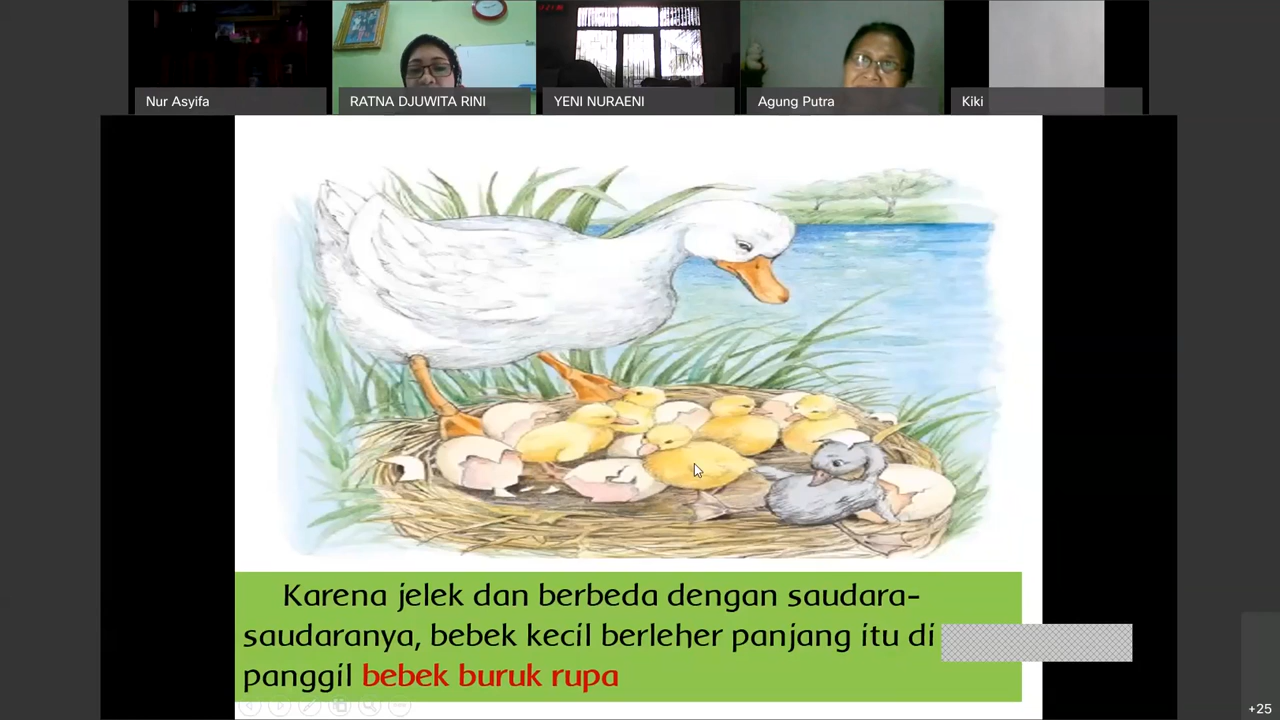 Nur Asyifa
RATNA DJUWITA RINI
YENI NURAENI
Agung Putra
Kiki
Karena jelek dan berbeda dengan saudara-
saudaranya, bebek kecil berleher panjang itu di
panggil bebek buruk rupa
+25